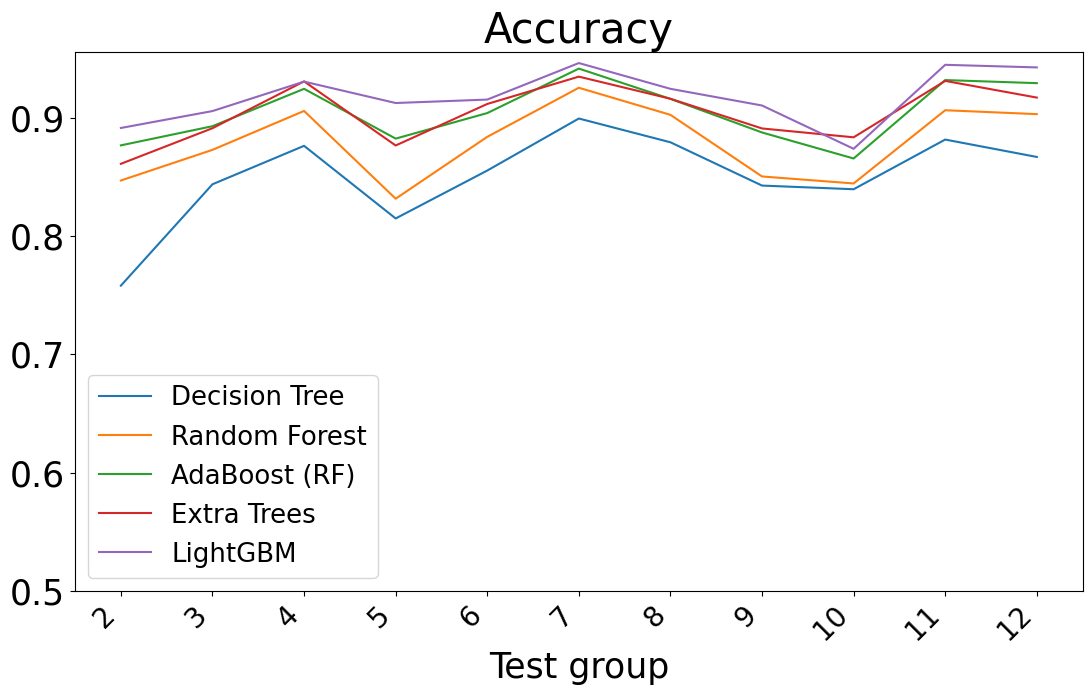 Accuracy
0.9
0.8
0.7
0.6
0.5
Decision Tree
Random Forest
AdaBoost (RF)
Extra Trees
LightGBM
2 3 4 5 6 7 8 9 10 11 12
Test group